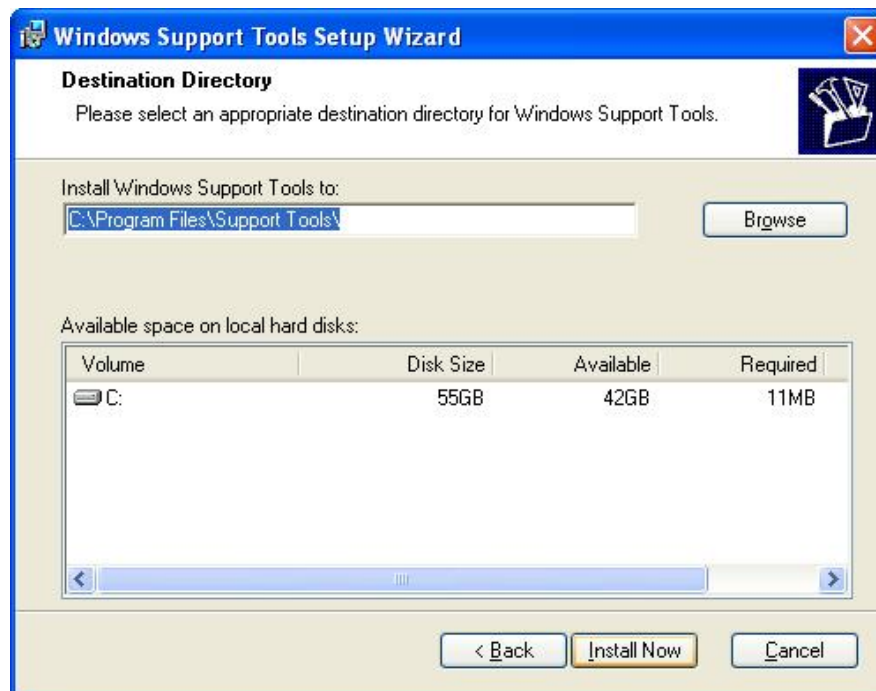 Windows Support Tools Setup Wizard
Destination Directory
Please select an appropriate destination directory for Windows Support Tools.
Install Windows Support Tools to:
C:\Program Files\Support Tools\
Browse
Available space on local hard disks:
Volume Disk Size Available Required
C: 55GB 42GB 11MB
< Back Install Now Cancel